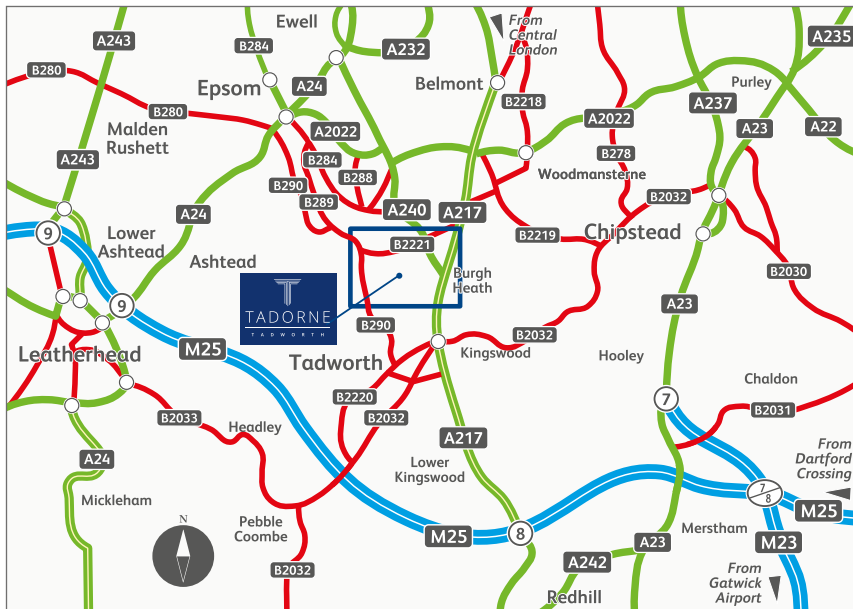 Ewell
From
Central
London
A235
A243
B284
A232
B280
Epsom
A24
Belmont
Purley
B280
B2218
A237
A2022
A23
A22
Malden
Rushett
A2022
B284
B278
A243
B288
Woodmansterne
B290
B289
B2032
A24
A240
A217
9
Lower
Ashtead
B2219
Chipstead
B2221
Ashtead
Burgh
Heath
B2030
TADORNE
TADWORTH
9
A23
B290
B2032
M25
Leatherhead
Tadworth
Kingswood
Hooley
Chaldon
B2220
7
B2033
B2032
B2031
Headley
A217
From
Dartford
Crossing
A24
Lower
Kingswood
Mickleham
7
8
M25
N
Pebble
Coombe
M25
8
Merstham
A23
M23
A242
B2032
From
Gatwick
Airport
Redhill